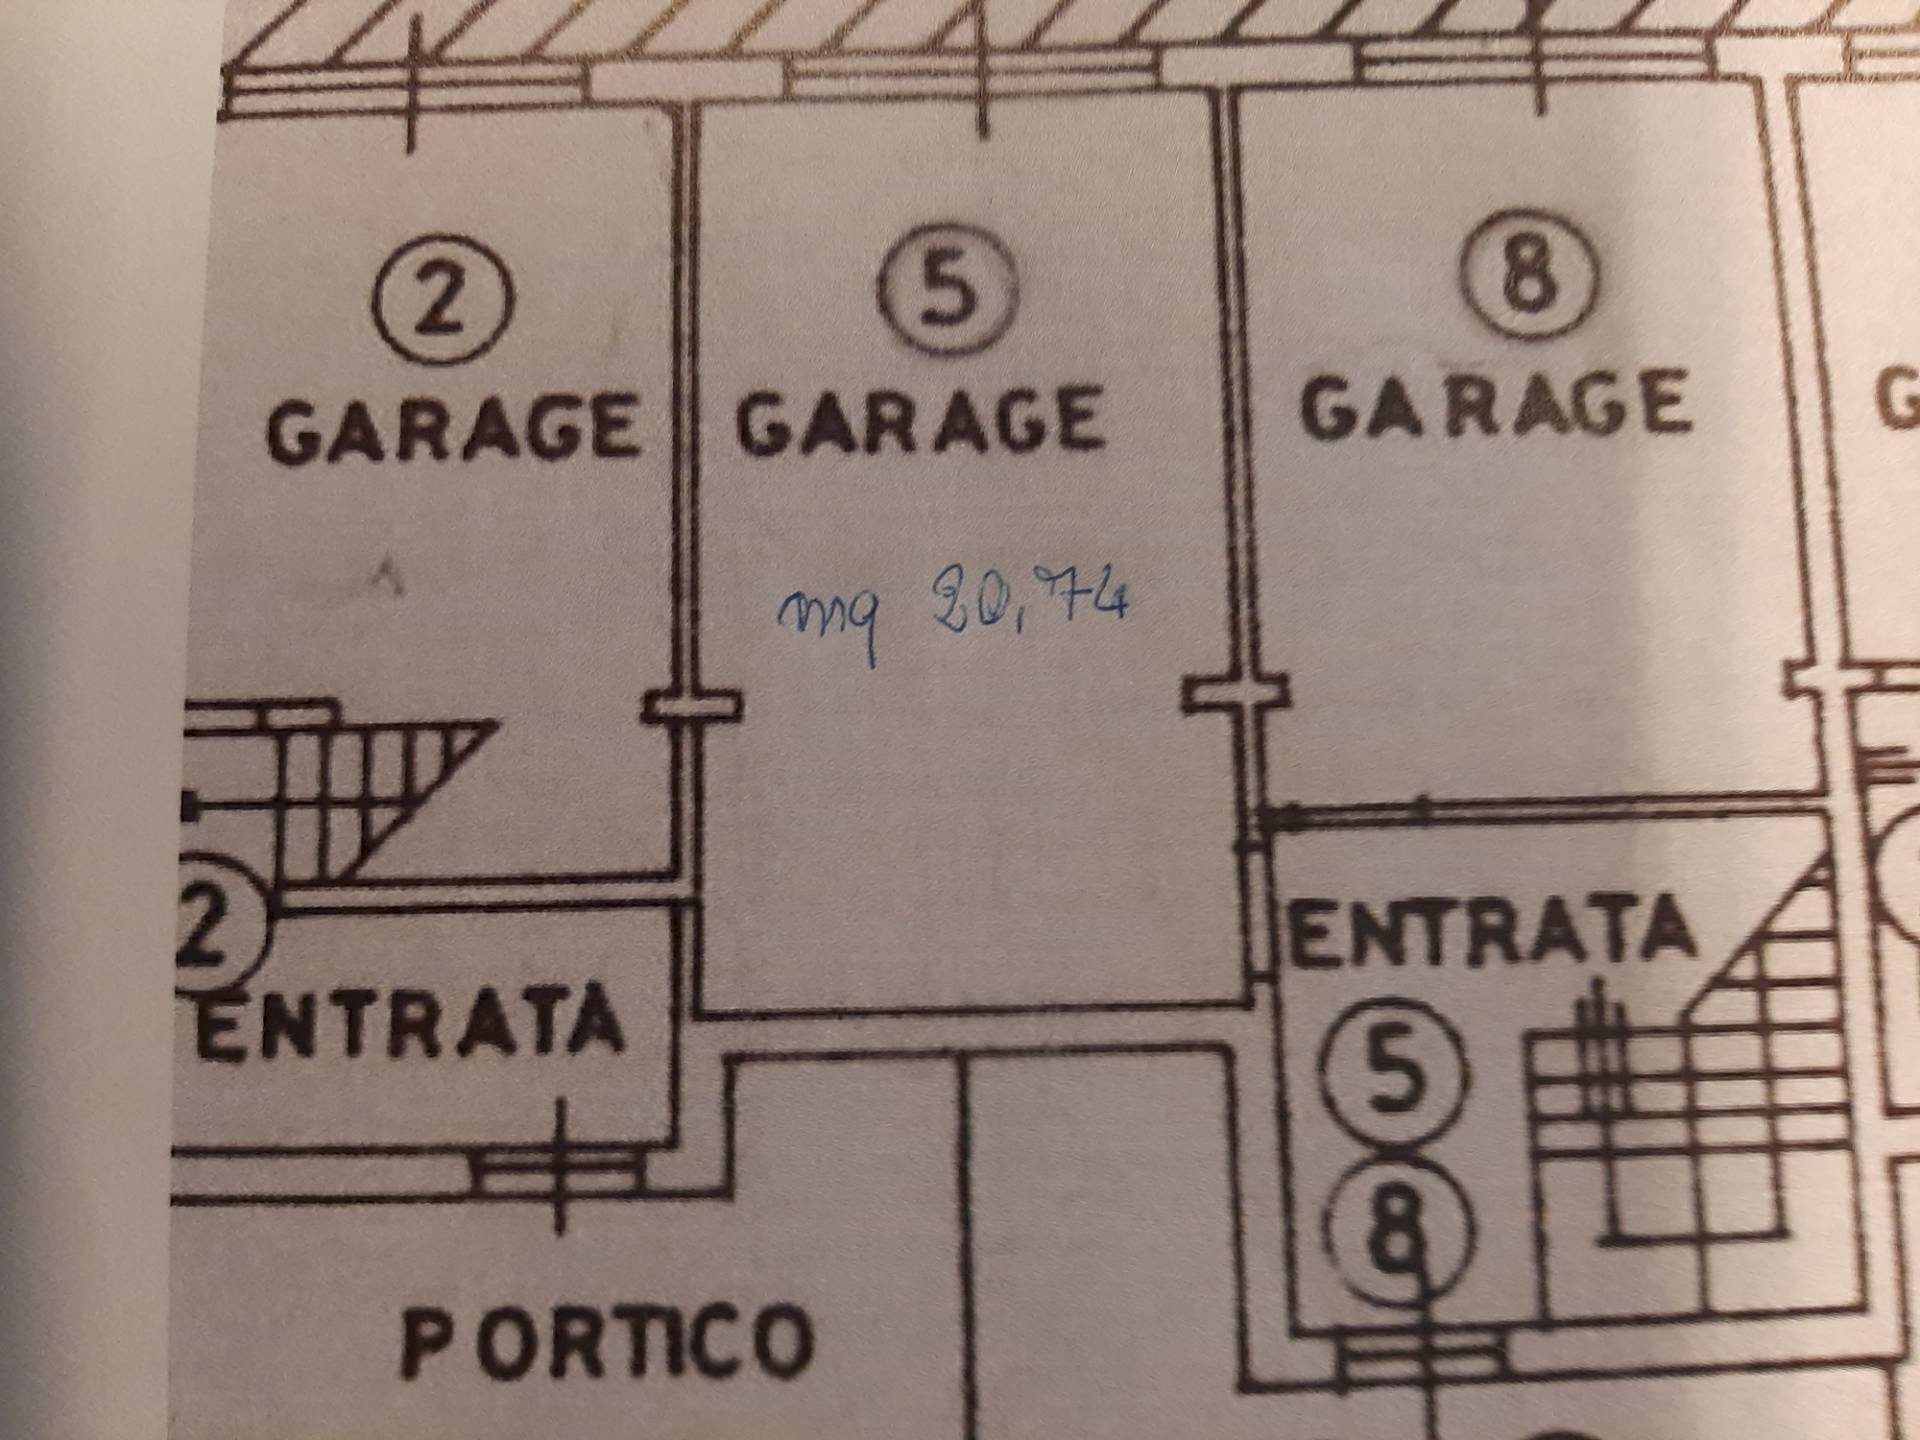 2
5
8
GARAGE
GARAGE
GARAGE
G
mq 20,74
2
ENTRATA
ENTRATA
5
8
PORTICO